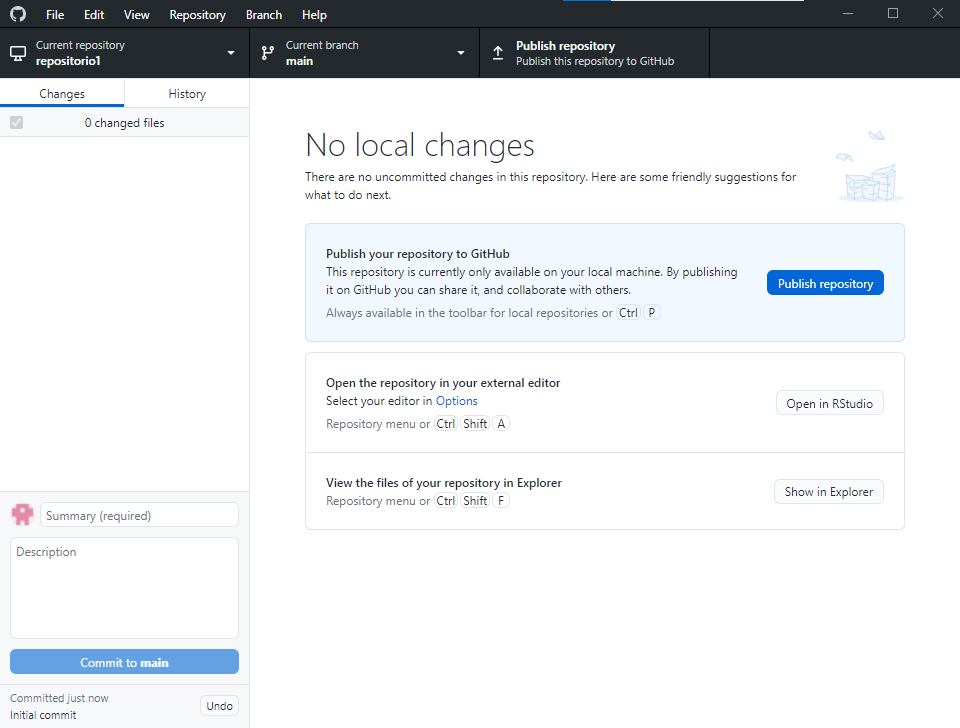 File Edit View Repository Branch Help
Current repository
repositorio1
Current branch
main
Publish repository
Publish this repository to GitHub
Changes
History
0 changed files
No local changes
There are no uncommitted changes in this repository. Here are some friendly suggestions for
what to do next.
Publish your repository to GitHub
This repository is currently only available on your local machine. By publishing
it on GitHub you can share it, and collaborate with others.
Always available in the toolbar for local repositories or Ctrl P
Publish repository
Open the repository in your external editor
Select your editor in Options
Repository menu or Ctrl Shift A
Open in RStudio
View the files of your repository in Explorer
Repository menu or Ctrl Shift F
Show in Explorer
Summary (required)
Description
Commit to main
Committed just now
Initial commit
Undo